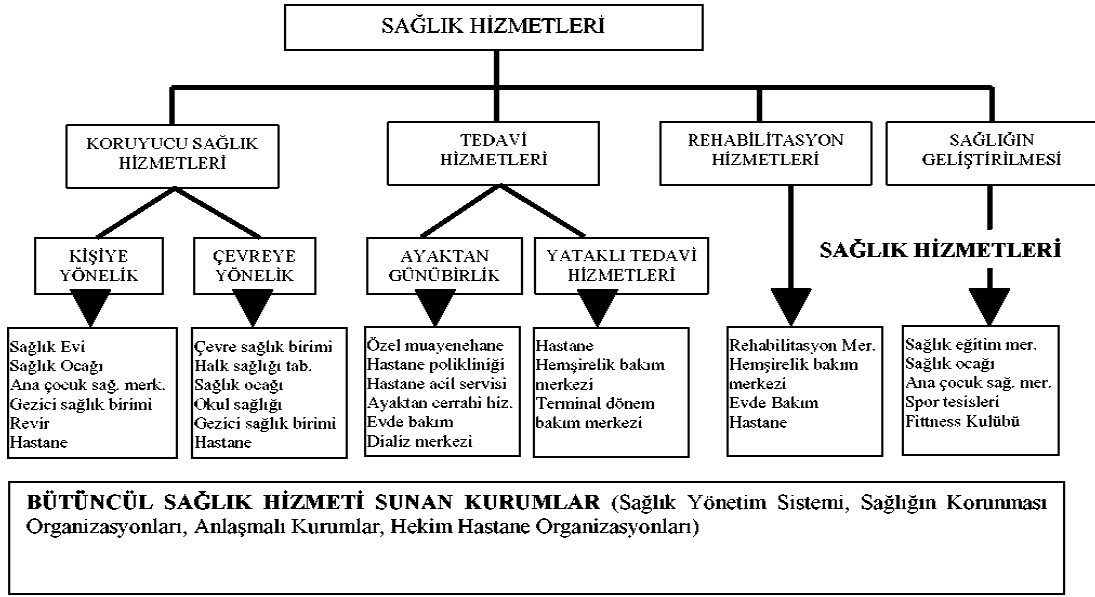 SAĞLIK HİZMETLERİ
KORUYUCU SAĞLIK
HİZMETLERİ
TEDAVİ
HİZMETLERİ
REHABİLİTASYON
HİZMETLERİ
SAĞLIĞIN
GELİŞTİRİLMESİ
KİŞİYE
YÖNELİK
ÇEVREYE
YÖNELİK
AYAKTAN
GÜNÜBİRLİK
YATAKLI TEDAVİ
HİZMETLERİ
SAĞLIK HİZMETLERİ
Sağlık Evi
Sağlık Ocağı
Ana çocuk sağ. merk.
Gezici sağlık birimi
Revir
Hastane
Çevre sağlık birimi
Halk sağlığı tab.
Sağlık ocağı
Okul sağlığı
Gezici sağlık birimi
Hastane
Özel muayenehane
Hastane polikliniği
Hastane acil servisi
Ayaktan cerrahi hiz.
Evde bakım
Dializ merkezi
Hastane
Hemşirelik bakım
merkezi
Terminal dönem
bakım merkezi
Rehabilitasyon Mer.
Hemşirelik bakım
merkezi
Evde Bakım
Hastane
Sağlık eğitim mer.
Sağlık ocağı
Ana çocuk sağ. mer.
Spor tesisleri
Fittness Kulübü
BÜTÜNCÜL SAĞLIK HİZMETİ SUNAN KURUMLAR (Sağlık Yönetim Sistemi, Sağlığın Korunması
Organizasyonları, Anlaşmalı Kurumlar, Hekim Hastane Organizasyonları)